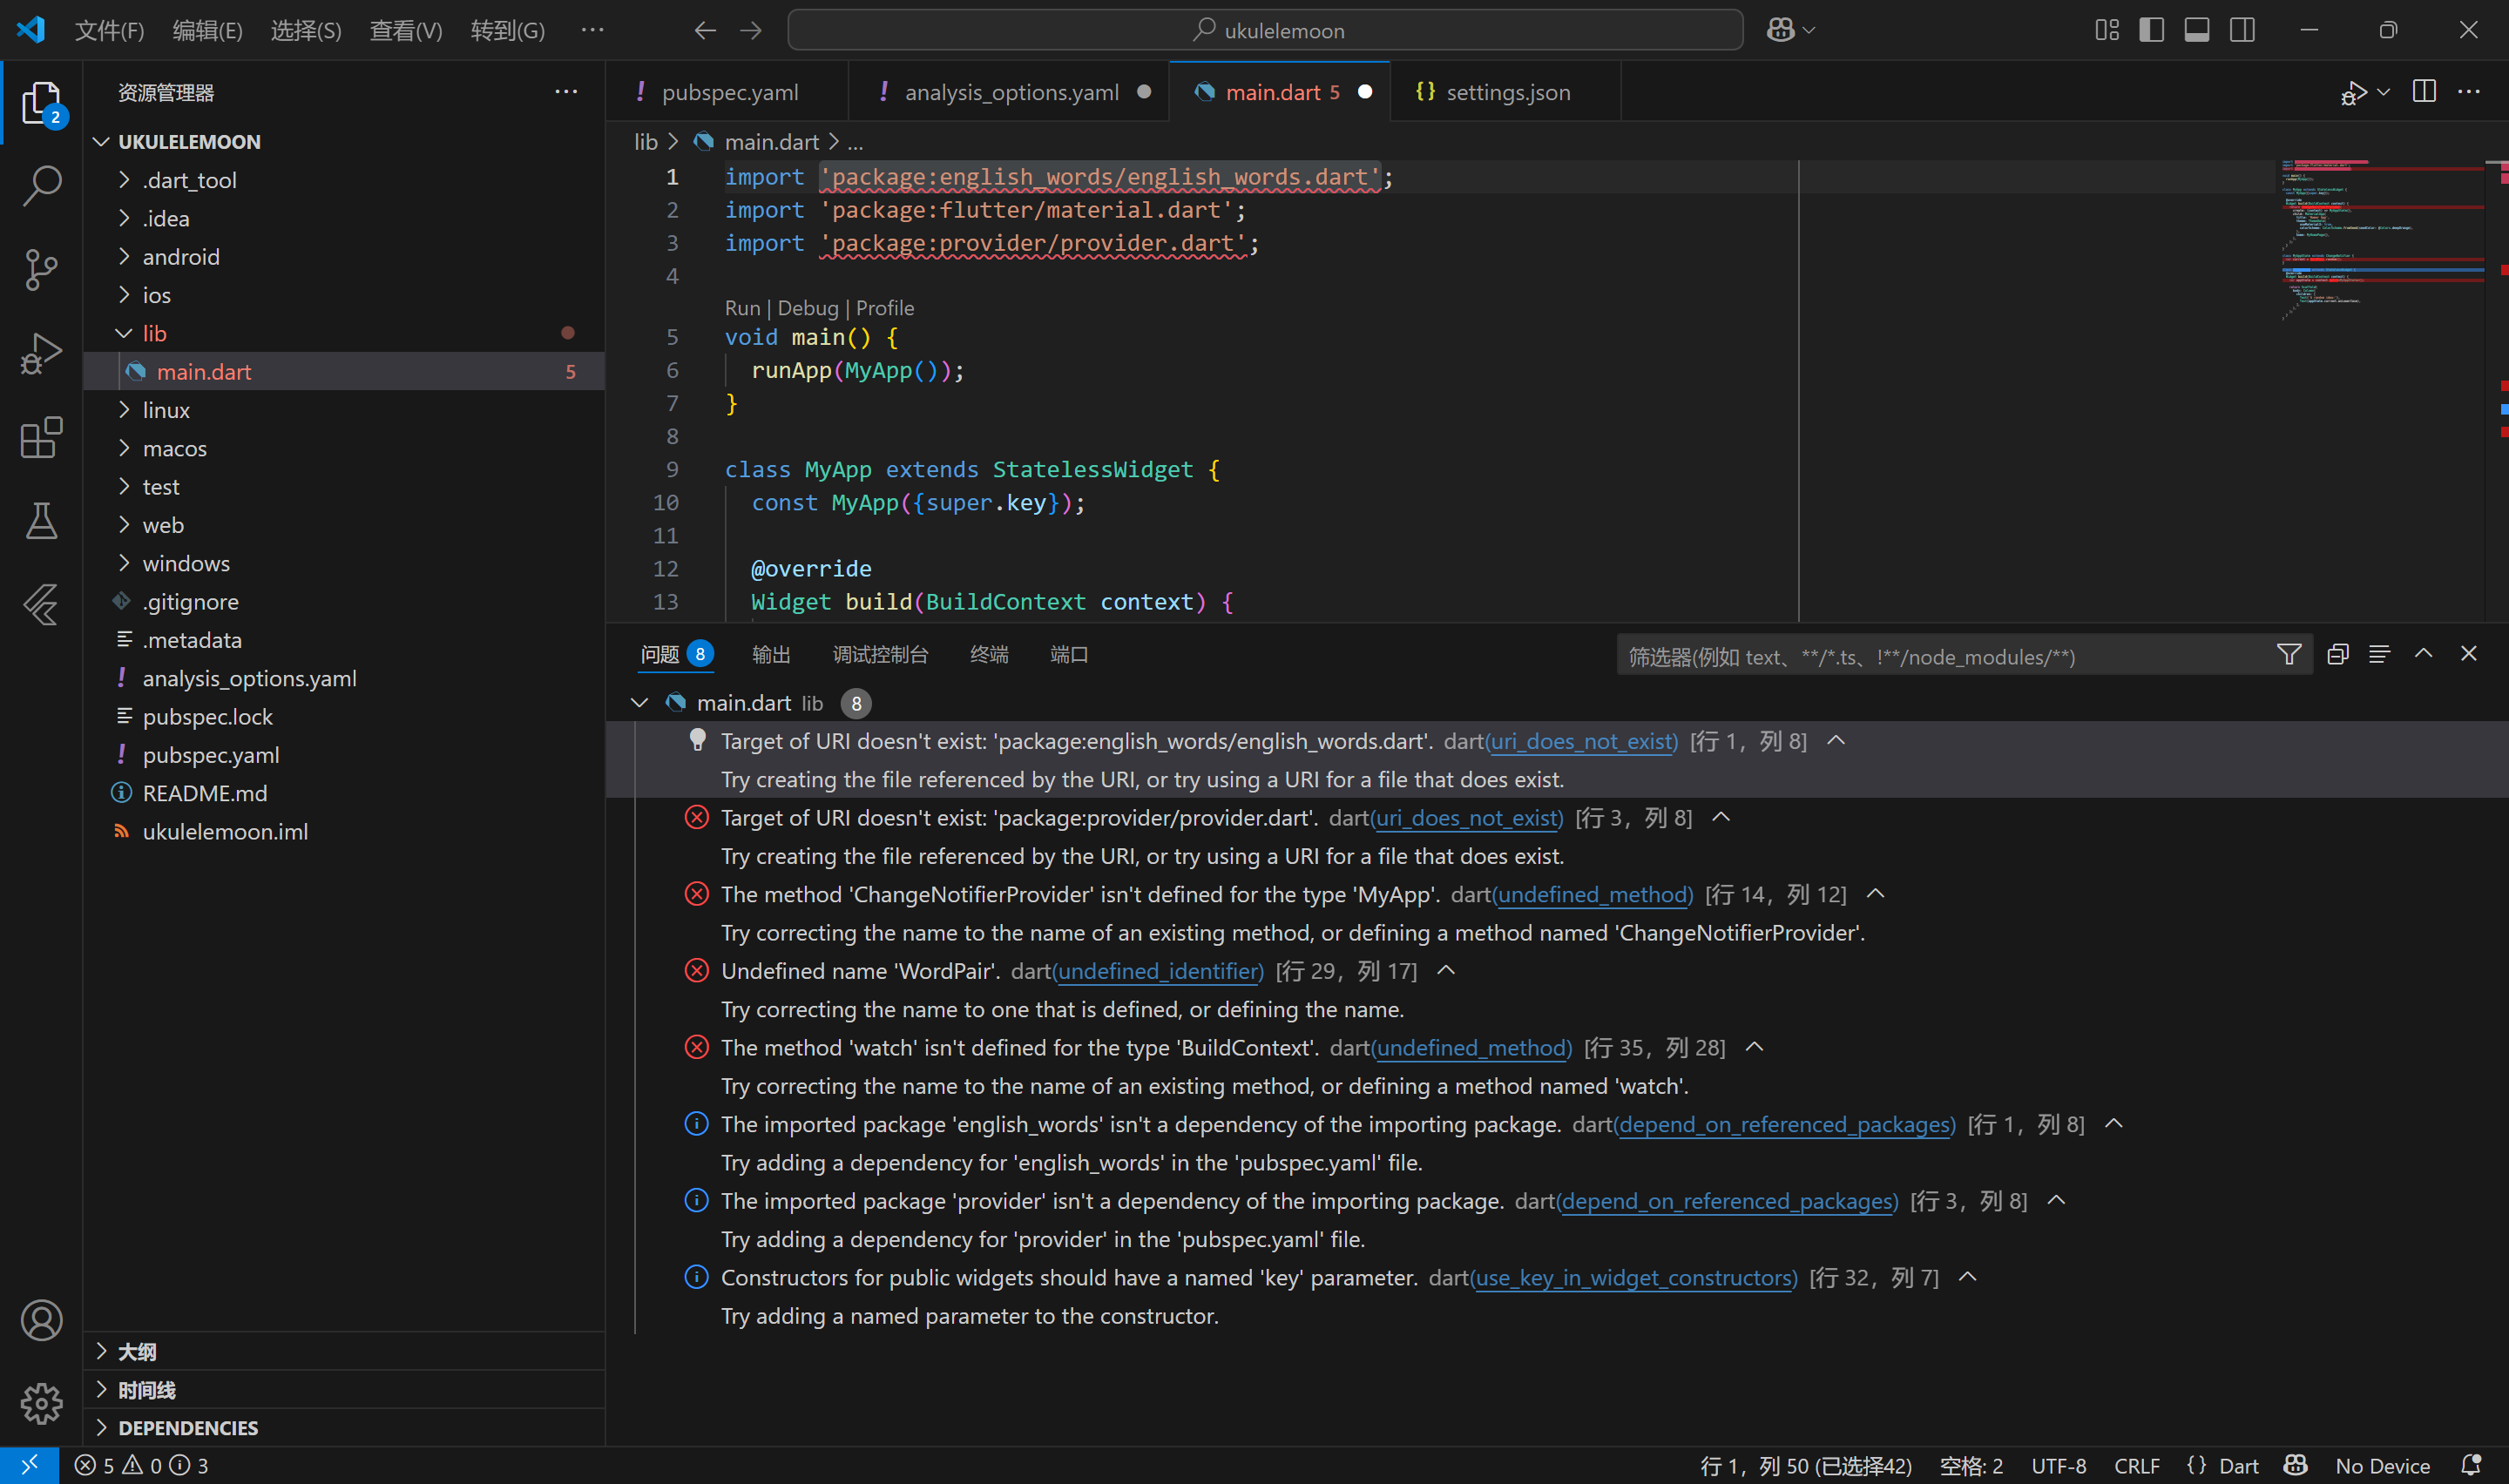 文件(F) 编辑(E) 选择(S) 查看(V) 转到(G) ··· ukulelemoon
资源管理器 ···
2
UKULELEMOON
.dart_tool
.idea
android
ios
lib
main.dart 5
linux
macos
test
web
windows
.gitignore
.metadata
analysis_options.yaml
pubspec.lock
pubspec.yaml
README.md
ukulelemoon.iml
大纲
时间线
DEPENDENCIES
! pubspec.yaml ! analysis_options.yaml main.dart 5 {} settings.json
lib > main.dart > ...
1 import 'package:english_words/english_words.dart';
2 import 'package:flutter/material.dart';
3 import 'package:provider/provider.dart';
4
Run | Debug | Profile
5 void main() {
6 runApp(MyApp());
7 }
8
9 class MyApp extends StatelessWidget {
10 const MyApp({super.key});
11
12 @override
13 Widget build(BuildContext context) {
问题 8 输出 调试控制台 终端 端口 筛选器(例如 text、**/*.ts、!**/node_modules/**)
main.dart lib 8
Target of URI doesn't exist: 'package:english_words/english_words.dart'. dart(uri_does_not_exist) [行 1，列 8]
Try creating the file referenced by the URI, or try using a URI for a file that does exist.
Target of URI doesn't exist: 'package:provider/provider.dart'. dart(uri_does_not_exist) [行 3，列 8]
Try creating the file referenced by the URI, or try using a URI for a file that does exist.
The method 'ChangeNotifierProvider' isn't defined for the type 'MyApp'. dart(undefined_method) [行 14，列 12]
Try correcting the name to the name of an existing method, or defining a method named 'ChangeNotifierProvider'.
Undefined name 'WordPair'. dart(undefined_identifier) [行 29，列 17]
Try correcting the name to one that is defined, or defining the name.
The method 'watch' isn't defined for the type 'BuildContext'. dart(undefined_method) [行 35，列 28]
Try correcting the name to the name of an existing method, or defining a method named 'watch'.
The imported package 'english_words' isn't a dependency of the importing package. dart(depend_on_referenced_packages) [行 1，列 8]
Try adding a dependency for 'english_words' in the 'pubspec.yaml' file.
The imported package 'provider' isn't a dependency of the importing package. dart(depend_on_referenced_packages) [行 3，列 8]
Try adding a dependency for 'provider' in the 'pubspec.yaml' file.
Constructors for public widgets should have a named 'key' parameter. dart(use_key_in_widget_constructors) [行 32，列 7]
Try adding a named parameter to the constructor.
5 0 3 行 1，列 50 (已选择42) 空格: 2 UTF-8 CRLF {} Dart No Device